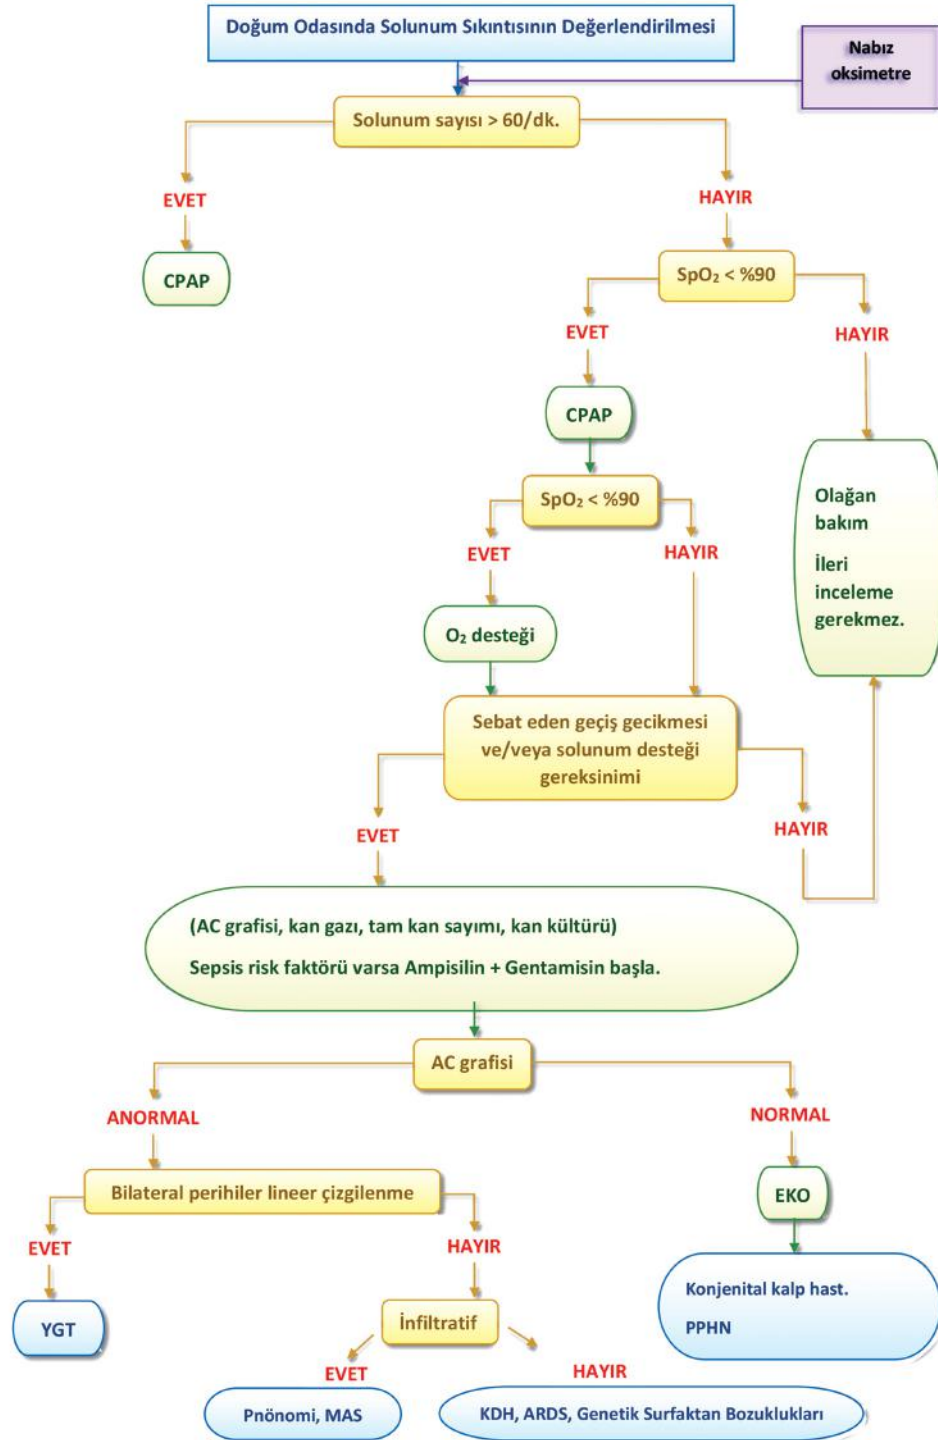 Doğum Odasında Solunum Sıkıntısının Değerlendirilmesi
Nabız
oksimetre
Solunum sayısı > 60/dk.
EVET
HAYIR
CPAP
SpO₂ < %90
EVET
HAYIR
CPAP
SpO₂ < %90
EVET
HAYIR
Olağan
bakım
İleri
inceleme
gerekmez.
O₂ desteği
Sebat eden geçiş gecikmesi
ve/veya solunum desteği
gereksinimi
EVET
HAYIR
(AC grafisi, kan gazı, tam kan sayımı, kan kültürü)
Sepsis risk faktörü varsa Ampisilin + Gentamisin başla.
AC grafisi
ANORMAL
NORMAL
Bilateral perihiler lineer çizgilenme
EKO
EVET
HAYIR
Konjenital kalp hast.
PPHN
YGT
İnfiltratif
EVET
HAYIR
Pnönomi, MAS
KDH, ARDS, Genetik Surfaktan Bozuklukları